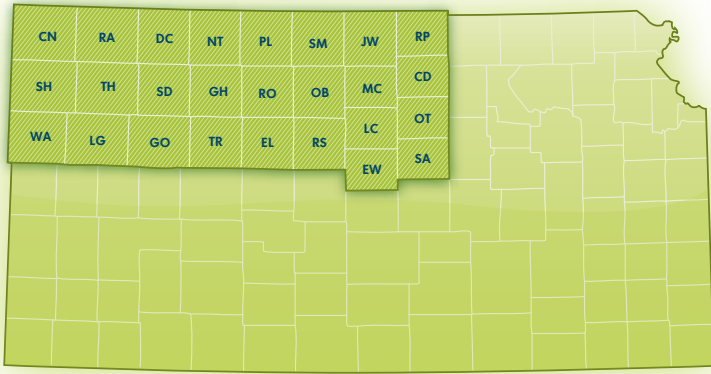 CN RA DC NT PL SM JW RP
SH TH SD GH RO OB MC CD
WA LG GO TR EL RS LC OT
EW SA